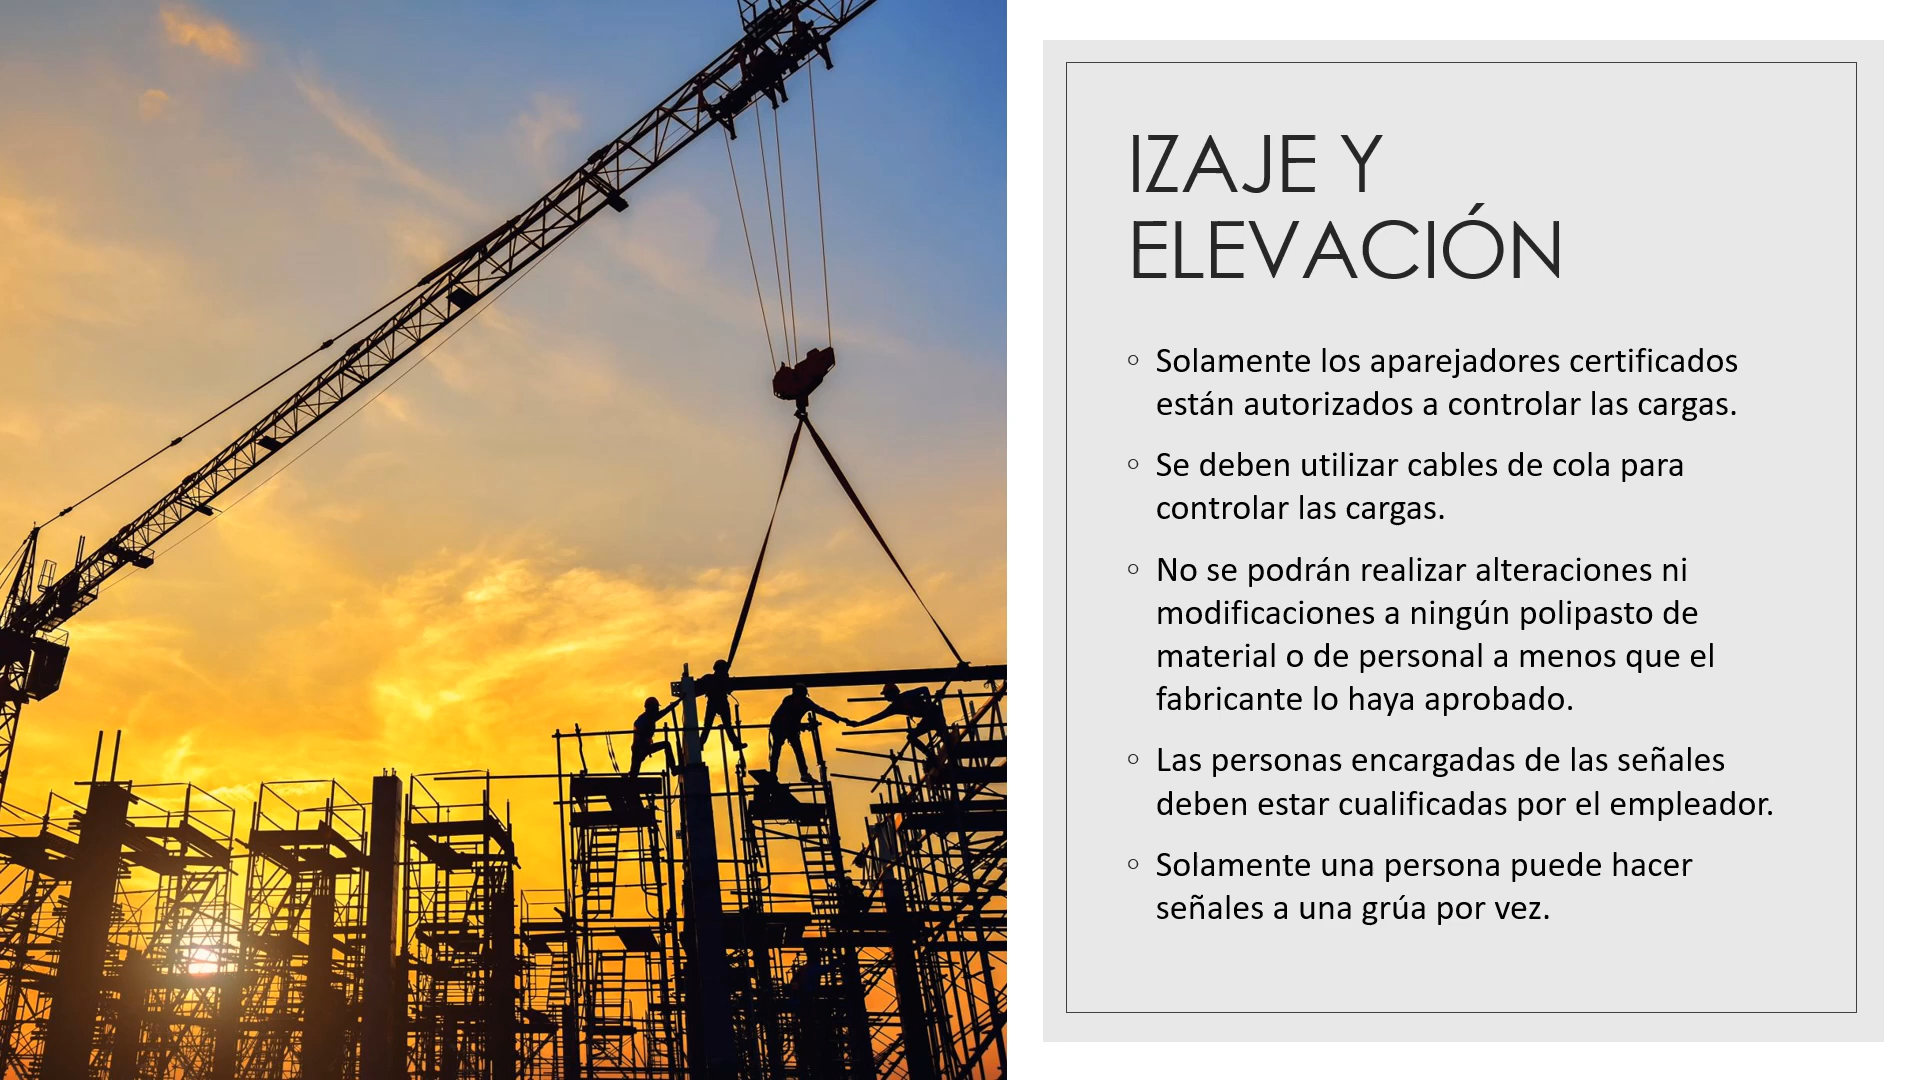 IZAJE Y
ELEVACIÓN
◦ Solamente los aparejadores certificados
están autorizados a controlar las cargas.
◦ Se deben utilizar cables de cola para
controlar las cargas.
◦ No se podrán realizar alteraciones ni
modificaciones a ningún polipasto de
material o de personal a menos que el
fabricante lo haya aprobado.
◦ Las personas encargadas de las señales
deben estar cualificadas por el empleador.
◦ Solamente una persona puede hacer
señales a una grúa por vez.